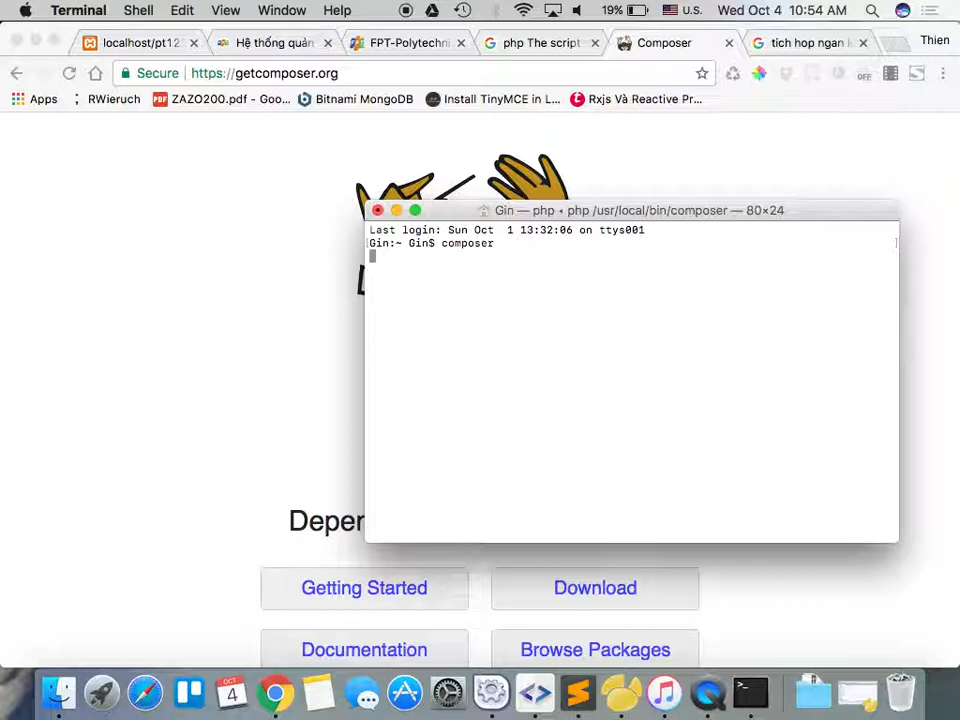 Terminal Shell Edit View Window Help 19% U.S. Wed Oct 4 10:54 AM
localhost/pt12 Hệ thống quản FPT-Polytechni php The script Composer tich hop ngan l Thien
Secure https://getcomposer.org OFF
Apps RWieruch ZAZO200.pdf - Goo... Bitnami MongoDB Install TinyMCE in L... Rxjs Và Reactive Pr...
Gin — php • php /usr/local/bin/composer — 80×24
Last login: Sun Oct 1 13:32:06 on ttys001
Gin:~ Gin$ composer
Deper
Getting Started Download
Documentation Browse Packages
OCT
4